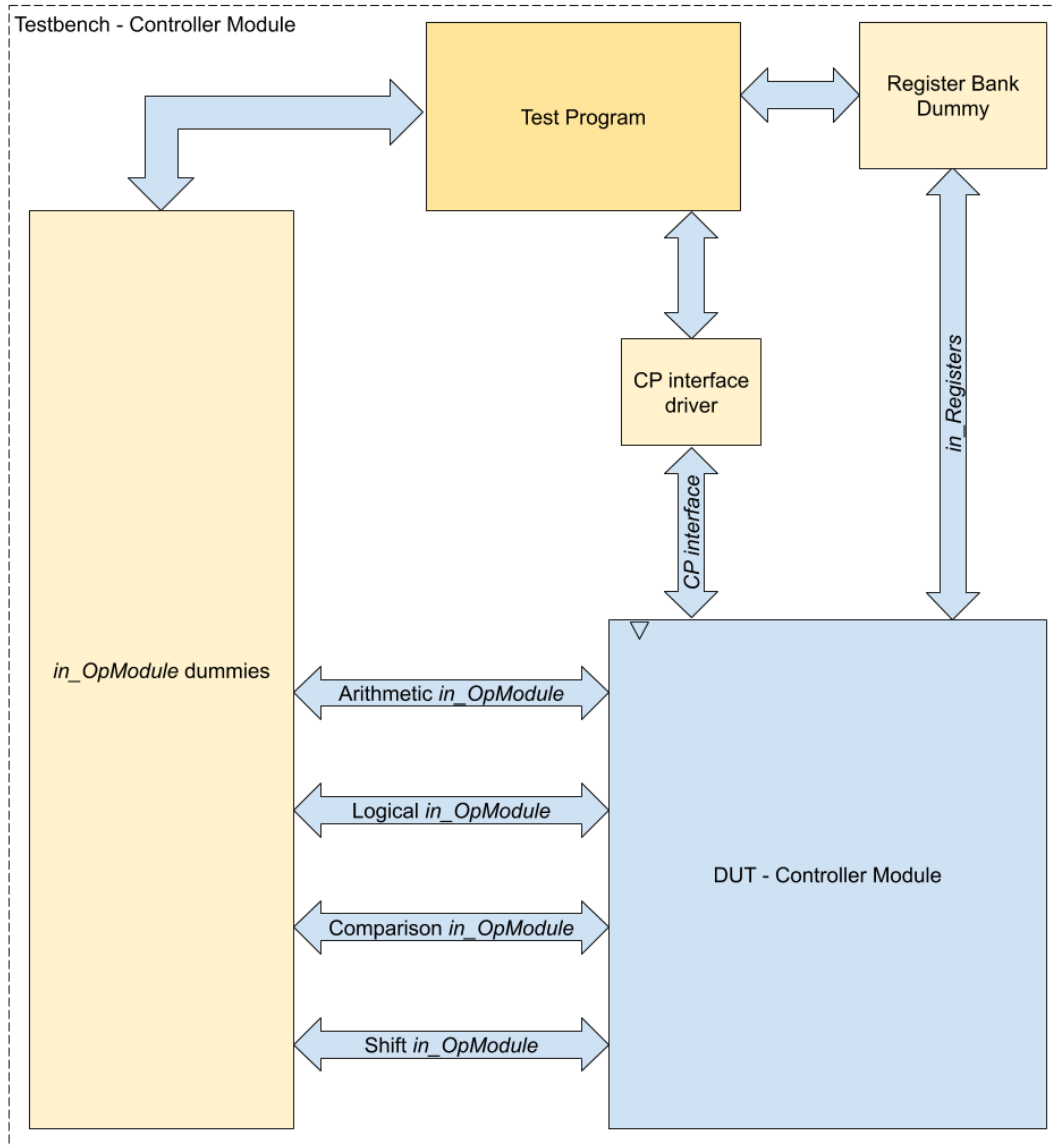 Testbench - Controller Module
Test Program
Register Bank
Dummy
CP interface
driver
in_Registers
CP interface
in_OpModule dummies
Arithmetic in_OpModule
Logical in_OpModule
DUT - Controller Module
Comparison in_OpModule
Shift in_OpModule